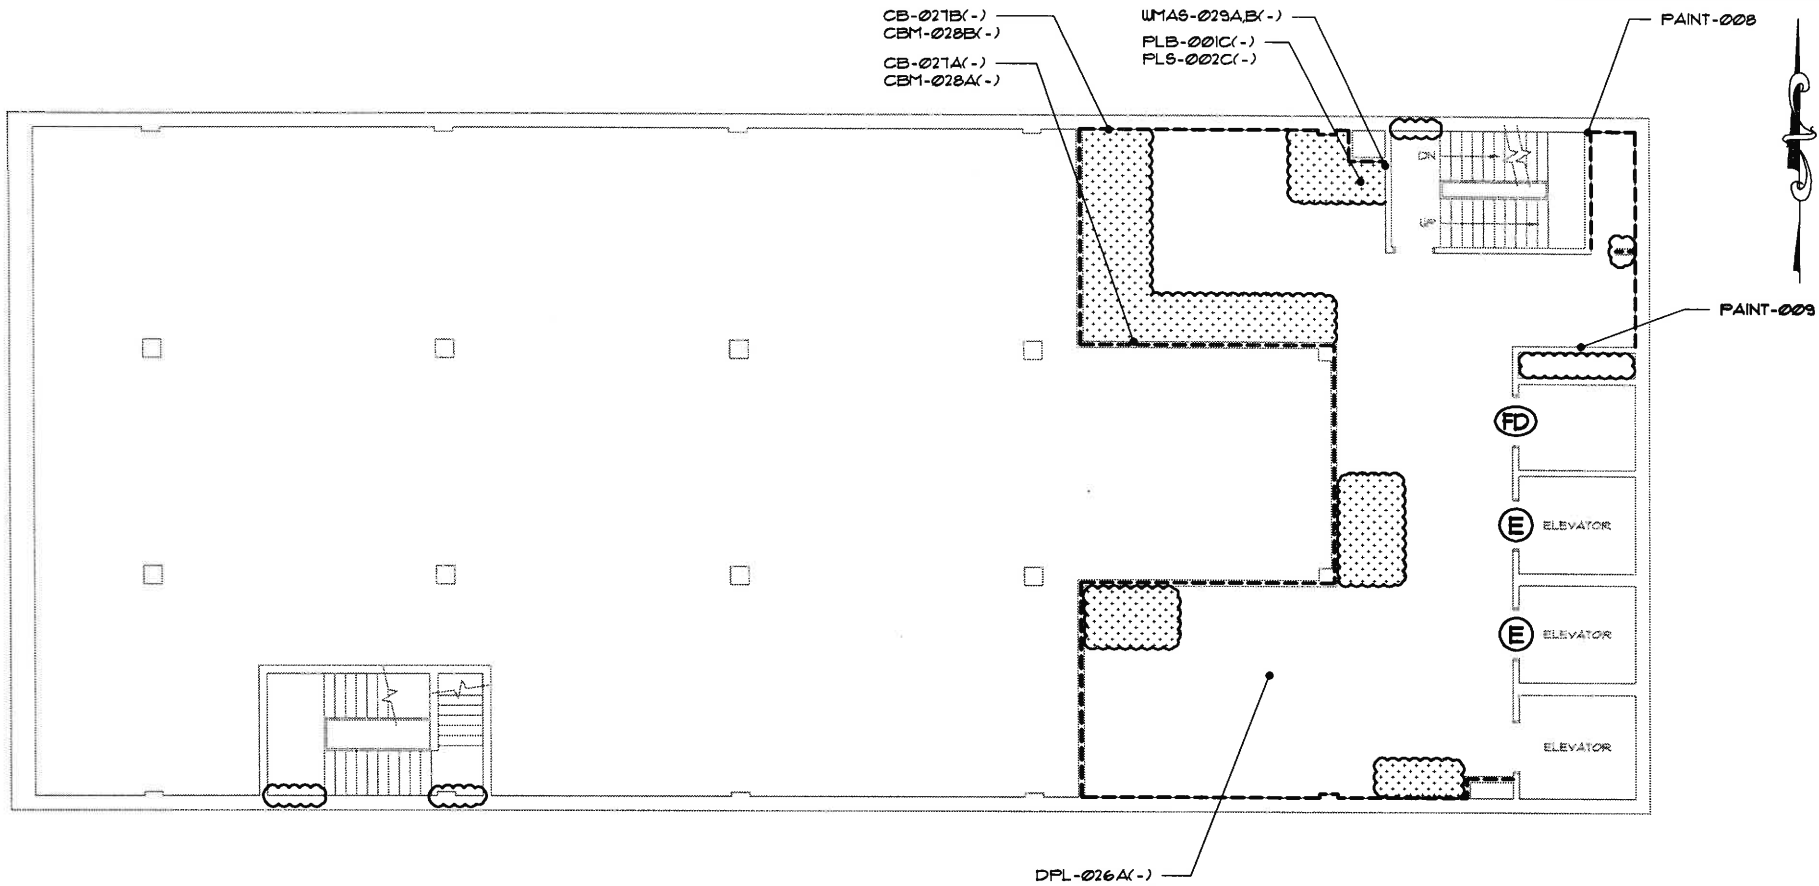 CB-027B(-)
CBM-028B(-)
CB-027A(-)
CBM-028A(-)
WMAS-029A,B(-)
PLB-001C(-)
PLS-002C(-)
PAINT-008
DN
UP
PAINT-009
FD
E ELEVATOR
E ELEVATOR
ELEVATOR
DPL-026A(-)